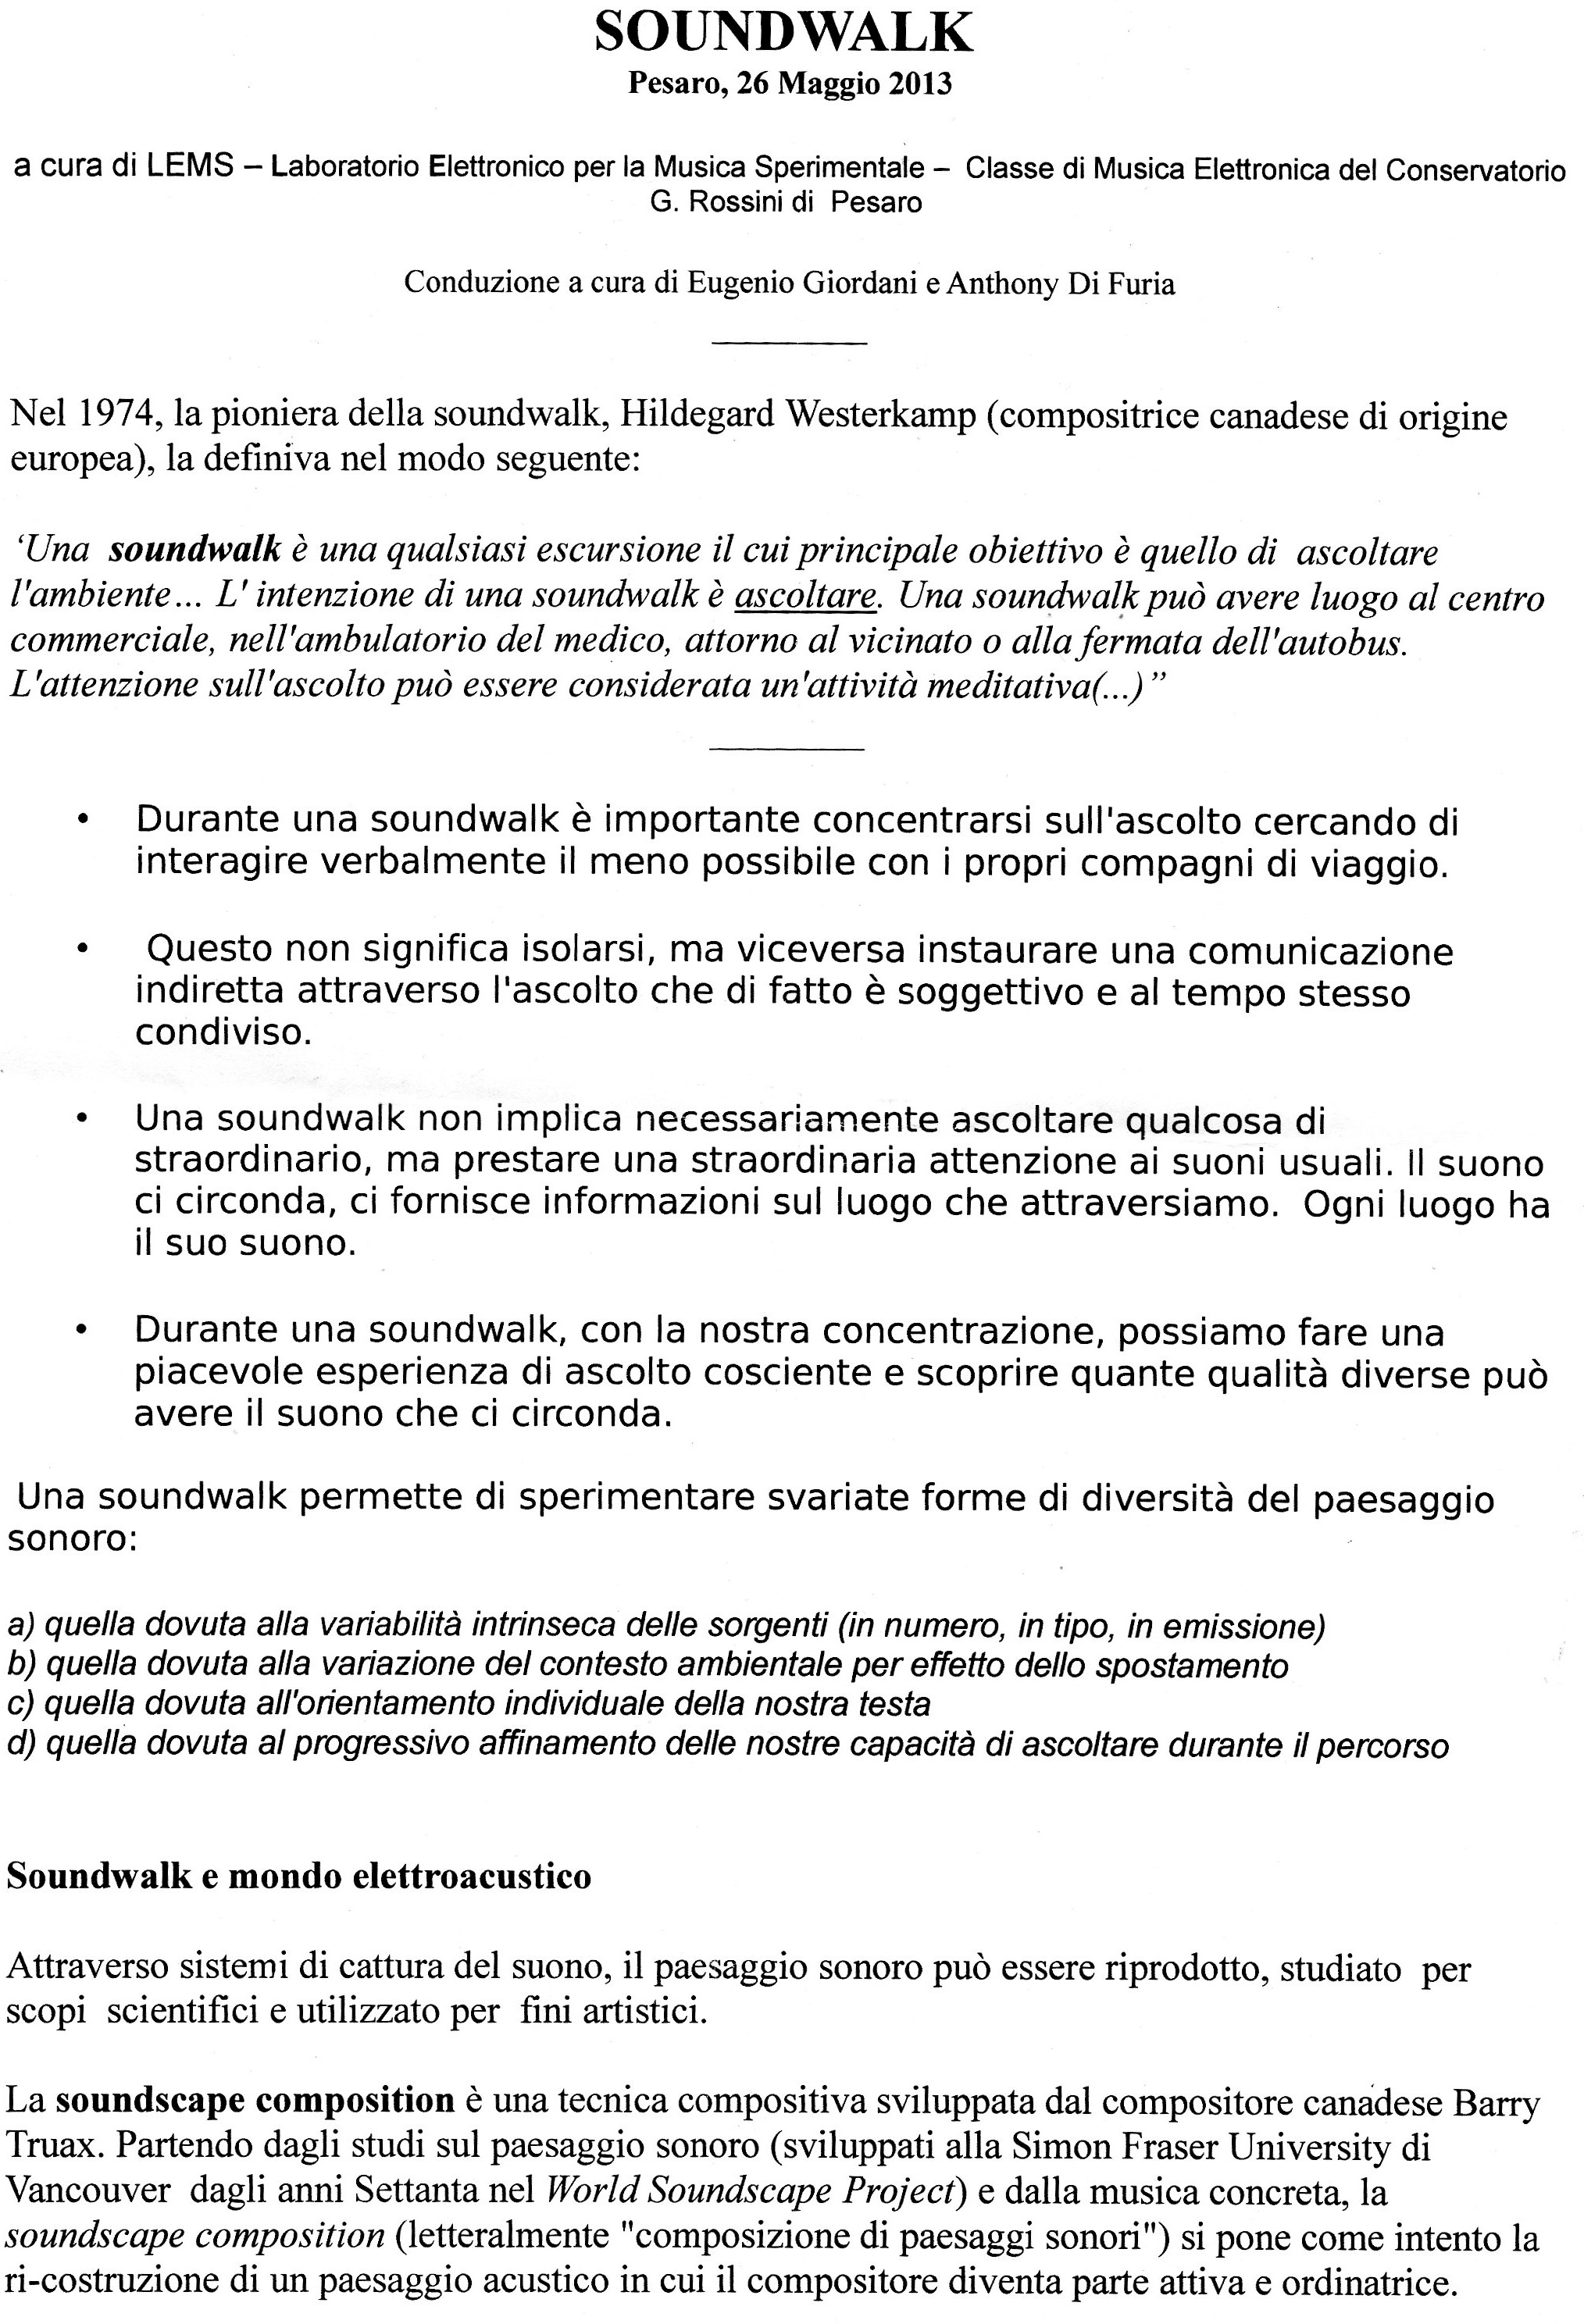 SOUNDWALK
Pesaro, 26 Maggio 2013
a cura di LEMS – Laboratorio Elettronico per la Musica Sperimentale – Classe di Musica Elettronica del Conservatorio
G. Rossini di Pesaro
Conduzione a cura di Eugenio Giordani e Anthony Di Furia
Nel 1974, la pioniera della soundwalk, Hildegard Westerkamp (compositrice canadese di origine
europea), la definiva nel modo seguente:
‘Una soundwalk è una qualsiasi escursione il cui principale obiettivo è quello di ascoltare
l'ambiente... L' intenzione di una soundwalk è ascoltare. Una soundwalk può avere luogo al centro
commerciale, nell'ambulatorio del medico, attorno al vicinato o alla fermata dell'autobus.
L'attenzione sull'ascolto può essere considerata un'attività meditativa(...)”
• Durante una soundwalk è importante concentrarsi sull'ascolto cercando di
interagire verbalmente il meno possibile con i propri compagni di viaggio.
• Questo non significa isolarsi, ma viceversa instaurare una comunicazione
indiretta attraverso l'ascolto che di fatto è soggettivo e al tempo stesso
condiviso.
• Una soundwalk non implica necessariamente ascoltare qualcosa di
straordinario, ma prestare una straordinaria attenzione ai suoni usuali. Il suono
ci circonda, ci fornisce informazioni sul luogo che attraversiamo. Ogni luogo ha
il suo suono.
• Durante una soundwalk, con la nostra concentrazione, possiamo fare una
piacevole esperienza di ascolto cosciente e scoprire quante qualità diverse può
avere il suono che ci circonda.
Una soundwalk permette di sperimentare svariate forme di diversità del paesaggio
sonoro:
a) quella dovuta alla variabilità intrinseca delle sorgenti (in numero, in tipo, in emissione)
b) quella dovuta alla variazione del contesto ambientale per effetto dello spostamento
c) quella dovuta all'orientamento individuale della nostra testa
d) quella dovuta al progressivo affinamento delle nostre capacità di ascoltare durante il percorso
Soundwalk e mondo elettroacustico
Attraverso sistemi di cattura del suono, il paesaggio sonoro può essere riprodotto, studiato per
scopi scientifici e utilizzato per fini artistici.
La soundscape composition è una tecnica compositiva sviluppata dal compositore canadese Barry
Truax. Partendo dagli studi sul paesaggio sonoro (sviluppati alla Simon Fraser University di
Vancouver dagli anni Settanta nel World Soundscape Project) e dalla musica concreta, la
soundscape composition (letteralmente "composizione di paesaggi sonori") si pone come intento la
ri-costruzione di un paesaggio acustico in cui il compositore diventa parte attiva e ordinatrice.